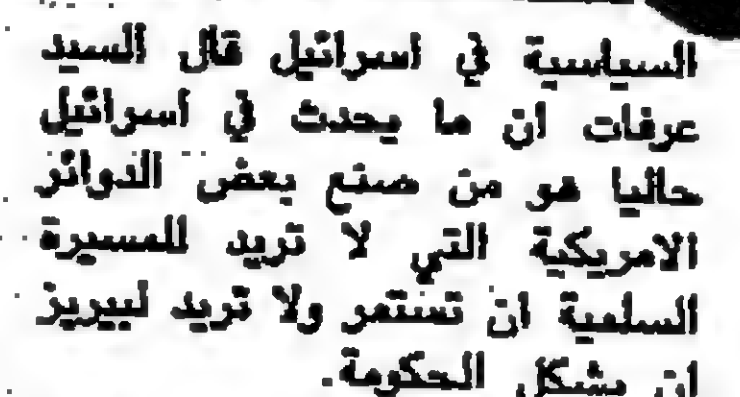 السياسية في اسرائيل قال السيد
عرفات ان ما يحدث في اسرائيل
حاليا هو من صنع بعض الدوائر
الامريكية التي لا تريد للمسيرة
السلمية ان تستمر ولا تريد لبيريز
ان يشكل الحكومة.